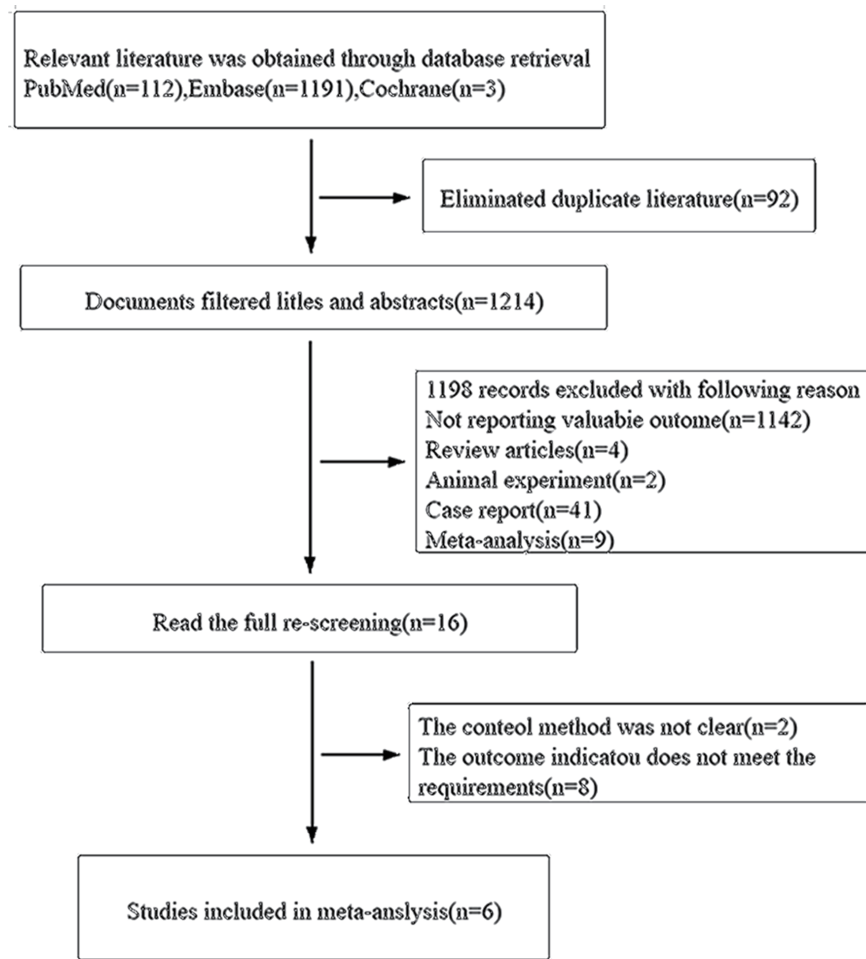 Relevant literature was obtained through database retrieval
PubMed(n=112),Embase(n=1191),Cochrane(n=3)
Eliminated duplicate literature(n=92)
Documents filtered litles and abstracts(n=1214)
1198 records excluded with following reason
Not reporting valuabie outome(n=1142)
Review articles(n=4)
Animal experiment(n=2)
Case report(n=41)
Meta-analysis(n=9)
Read the full re-screening(n=16)
The conteol method was not clear(n=2)
The outcome indicatou does not meet the
requirements(n=8)
Studies included in meta-anslysis(n=6)